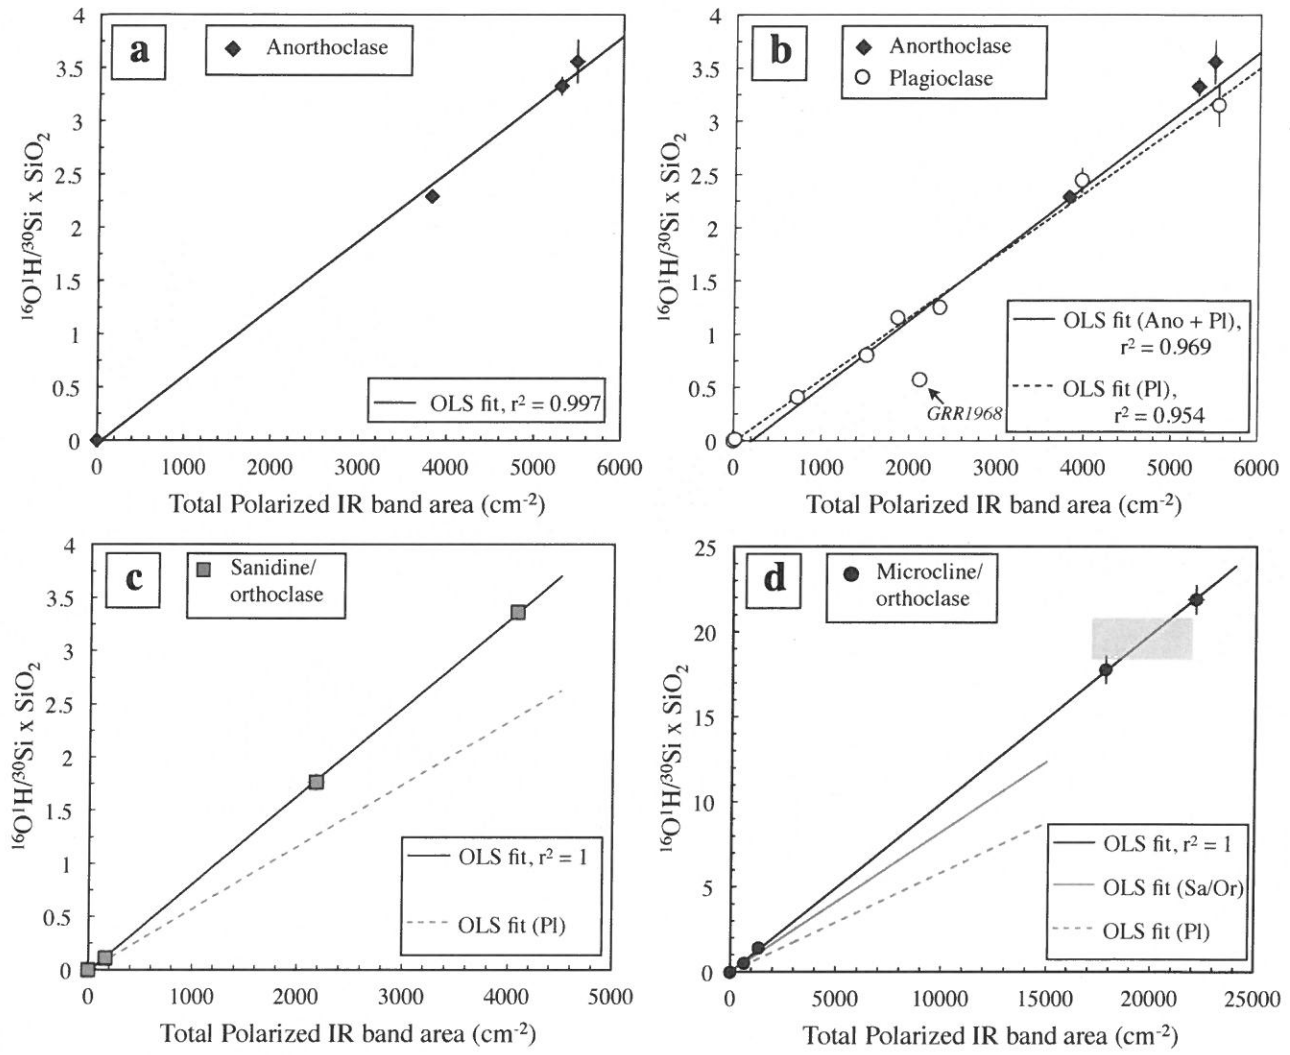 a
Anorthoclase
4
3.5
3
2.5
2
1.5
1
0.5
0
¹⁶O¹H/³⁰Si x SiO₂
OLS fit, r² = 0.997
0 1000 2000 3000 4000 5000 6000
Total Polarized IR band area (cm⁻²)
b
Anorthoclase
Plagioclase
4
3.5
3
2.5
2
1.5
1
0.5
0
¹⁶O¹H/³⁰Si x SiO₂
GRR1968
OLS fit (Ano + Pl),
r² = 0.969
OLS fit (Pl),
r² = 0.954
0 1000 2000 3000 4000 5000 6000
Total Polarized IR band area (cm⁻²)
c
Sanidine/
orthoclase
4
3.5
3
2.5
2
1.5
1
0.5
0
¹⁶O¹H/³⁰Si x SiO₂
OLS fit, r² = 1
OLS fit (Pl)
0 1000 2000 3000 4000 5000
Total Polarized IR band area (cm⁻²)
d
Microcline/
orthoclase
25
20
15
10
5
0
¹⁶O¹H/³⁰Si x SiO₂
OLS fit, r² = 1
OLS fit (Sa/Or)
OLS fit (Pl)
0 5000 10000 15000 20000 25000
Total Polarized IR band area (cm⁻²)